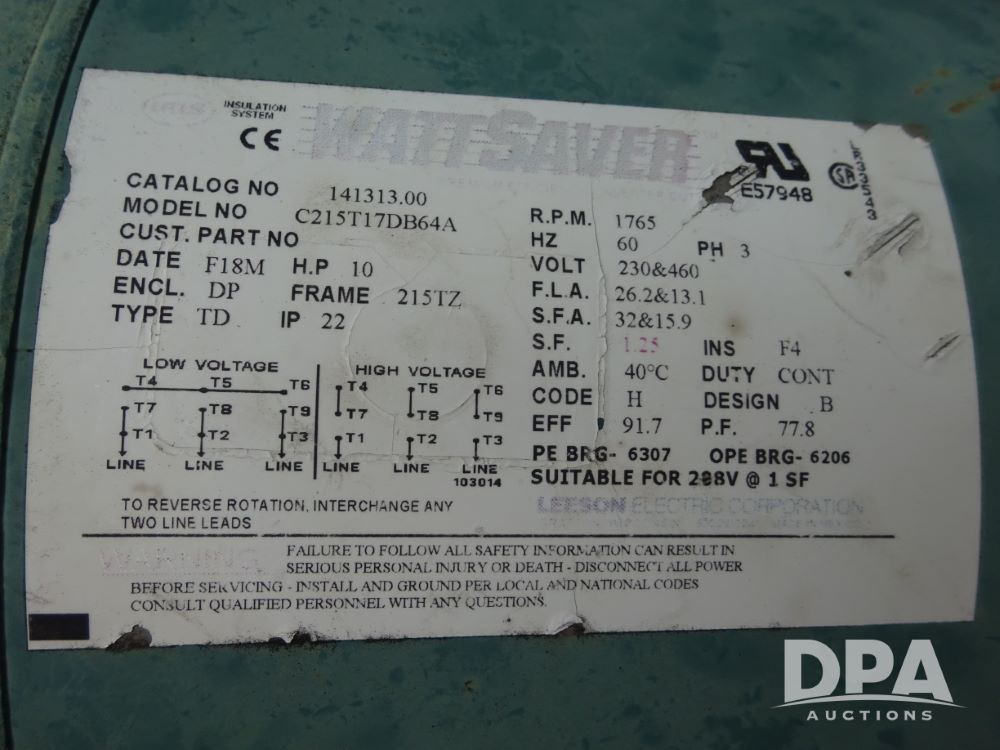 INSULATION
SYSTEM
CE
WATTSAVER
E57948
CATALOG NO 141313.00
MODEL NO C215T17DB64A
CUST. PART NO
DATE F18M H.P 10
ENCL. DP FRAME 215TZ
TYPE TD IP 22
R.P.M. 1765
HZ 60 PH 3
VOLT 230&460
F.L.A. 26.2&13.1
S.F.A. 32&15.9
S.F. 1.25 INS F4
AMB. 40°C DUTY CONT
CODE H DESIGN B
EFF 91.7 P.F. 77.8
PE BRG- 6307 OPE BRG- 6206
SUITABLE FOR 208V @ 1 SF
LOW VOLTAGE
T4 T5 T6
T7 T8 T9
T1 T2 T3
LINE LINE LINE
HIGH VOLTAGE
T4 T5 T6
T7 T8 T9
T1 T2 T3
LINE LINE LINE
103014
TO REVERSE ROTATION, INTERCHANGE ANY
TWO LINE LEADS
LEESON ELECTRIC CORPORATION
WARNING
FAILURE TO FOLLOW ALL SAFETY INFORMATION CAN RESULT IN
SERIOUS PERSONAL INJURY OR DEATH - DISCONNECT ALL POWER
BEFORE SERVICING - INSTALL AND GROUND PER LOCAL AND NATIONAL CODES
CONSULT QUALIFIED PERSONNEL WITH ANY QUESTIONS.
DPA
AUCTIONS